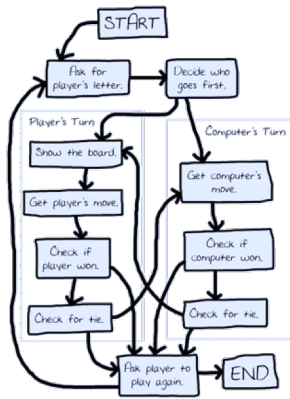 START
Ask for
player's letter.
Decide who
goes first.
Player's Turn
Show the board.
Get player's move.
Check if
player won.
Check for tie.
Computer's Turn
Get computer's
move.
Check if
computer won.
Check for tie.
Ask player to
play again.
END